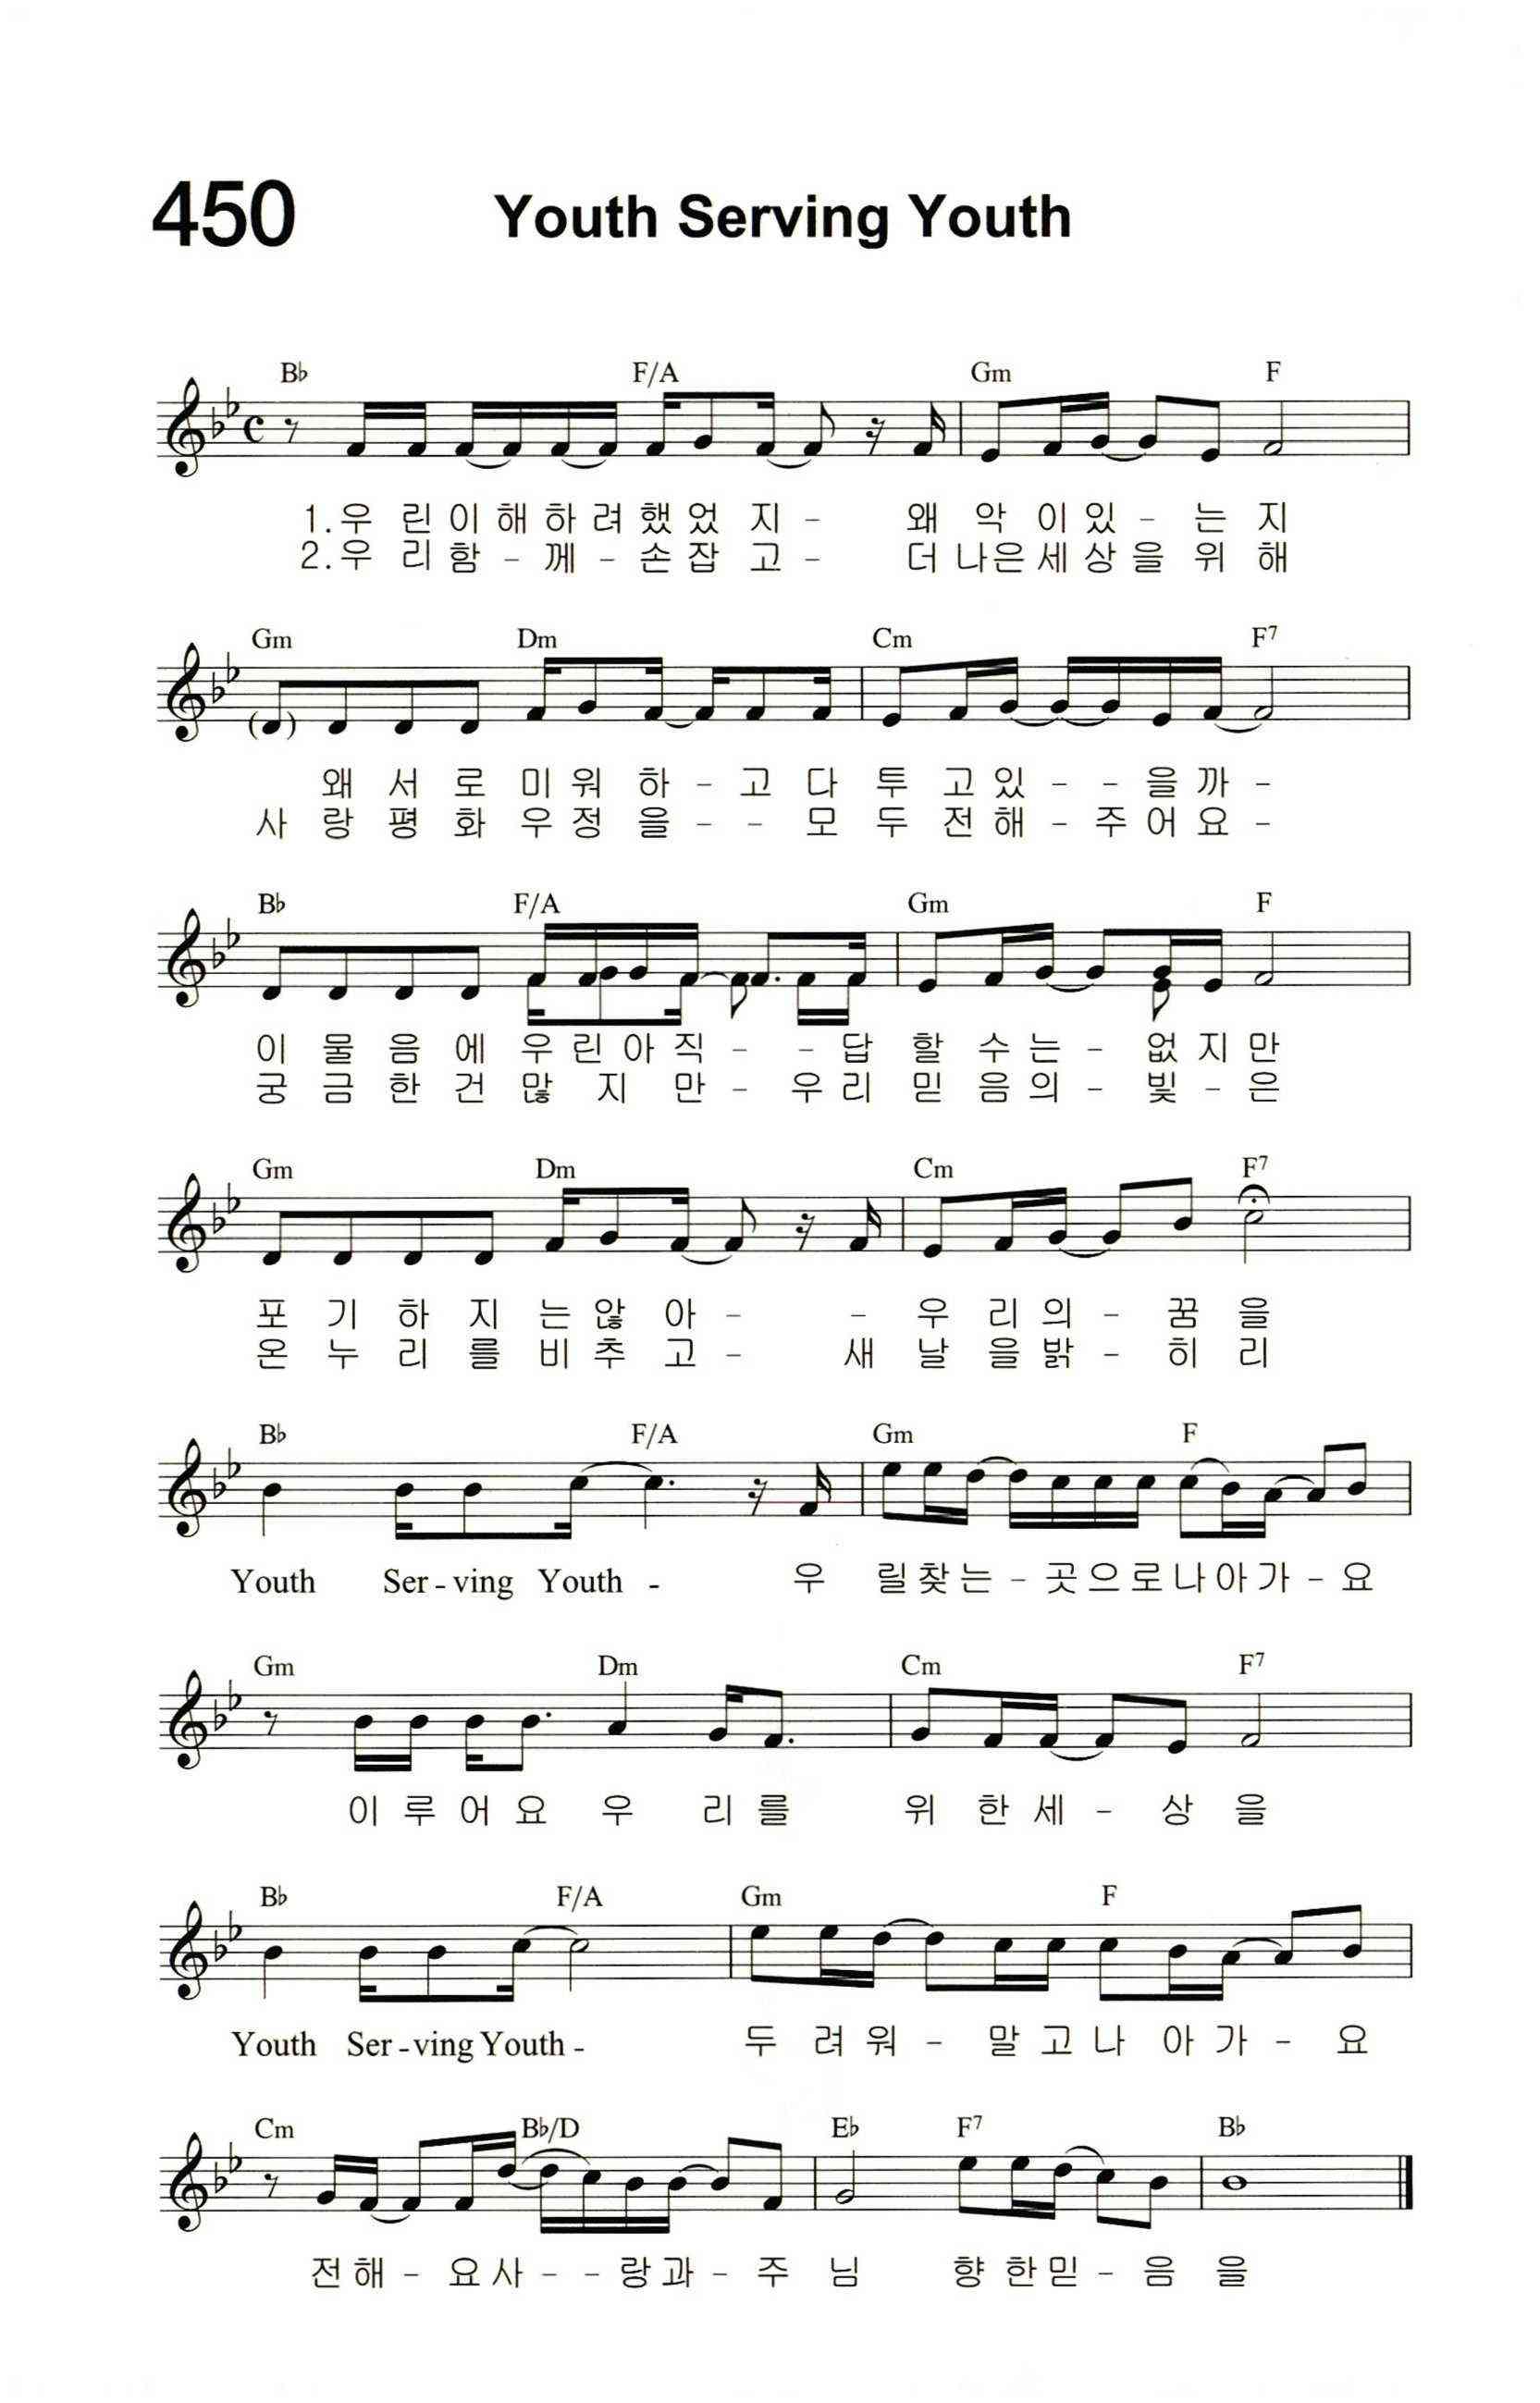 450 Youth Serving Youth
B♭ F/A Gm F
1.우 린 이 해 하 려 했 었 지 - 왜 악 이 있 - 는 지
2.우 리 함 - 께 - 손 잡 고 - 더 나 은 세 상 을 위 해
Gm Dm Cm F7
왜 서 로 미 워 하 - 고 다 투 고 있 - - 을 까 -
사 랑 평 화 우 정 을 - - 모 두 전 해 - 주 어 요 -
B♭ F/A Gm F
이 물 음 에 우 린 아 직 - - 답 할 수 는 - 없 지 만
궁 금 한 건 많 지 만 - 우 리 믿 음 의 - 빛 - 은
Gm Dm Cm F7
포 기 하 지 는 않 아 - - 우 리 의 - 꿈 을
온 누 리 를 비 추 고 - 새 날 을 밝 - 히 리
B♭ F/A Gm F
Youth Ser - ving Youth - 우 릴 찾 는 - 곳 으 로 나 아 가 - 요
Gm Dm Cm F7
이 루 어 요 우 리 를 위 한 세 - 상 을
B♭ F/A Gm F
Youth Ser - ving Youth - 두 려 워 - 말 고 나 아 가 - 요
Cm B♭/D E♭ F7 B♭
전 해 - 요 사 - - 랑 과 - 주 님 향 한 믿 - 음 을